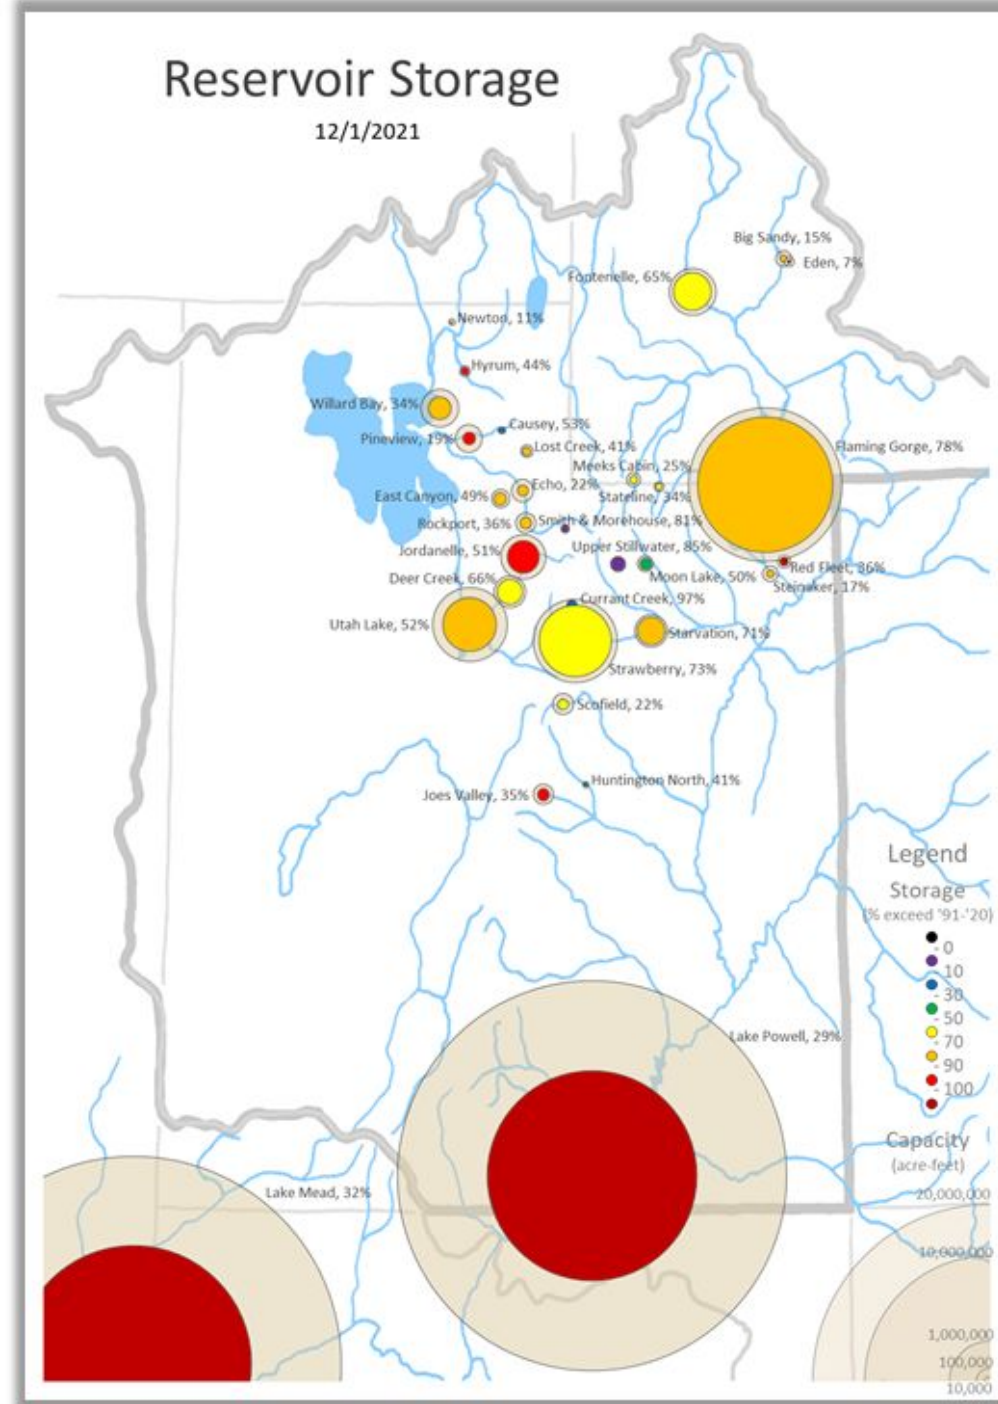 Reservoir Storage
12/1/2021
Big Sandy, 15%
Eden, 7%
Fontenelle, 65%
Newton, 11%
Hyrum, 44%
Willard Bay, 34%
Causey, 53%
Pineview, 19%
Lost Creek, 41%
Flaming Gorge, 78%
Meeks Cabin, 25%
Echo, 22%
East Canyon, 49%
Stateline, 34%
Rockport, 36%
Smith & Morehouse, 81%
Jordanelle, 51%
Upper Stillwater, 85%
Red Fleet, 36%
Deer Creek, 66%
Moon Lake, 50%
Steinaker, 17%
Currant Creek, 97%
Utah Lake, 52%
Starvation, 71%
Strawberry, 73%
Scofield, 22%
Huntington North, 41%
Joes Valley, 35%
Legend
Storage
(% exceed '91-'20)
0
10
30
50
70
90
100
Lake Powell, 29%
Capacity
(acre-feet)
Lake Mead, 32%
20,000,000
10,000,000
1,000,000
100,000
10,000